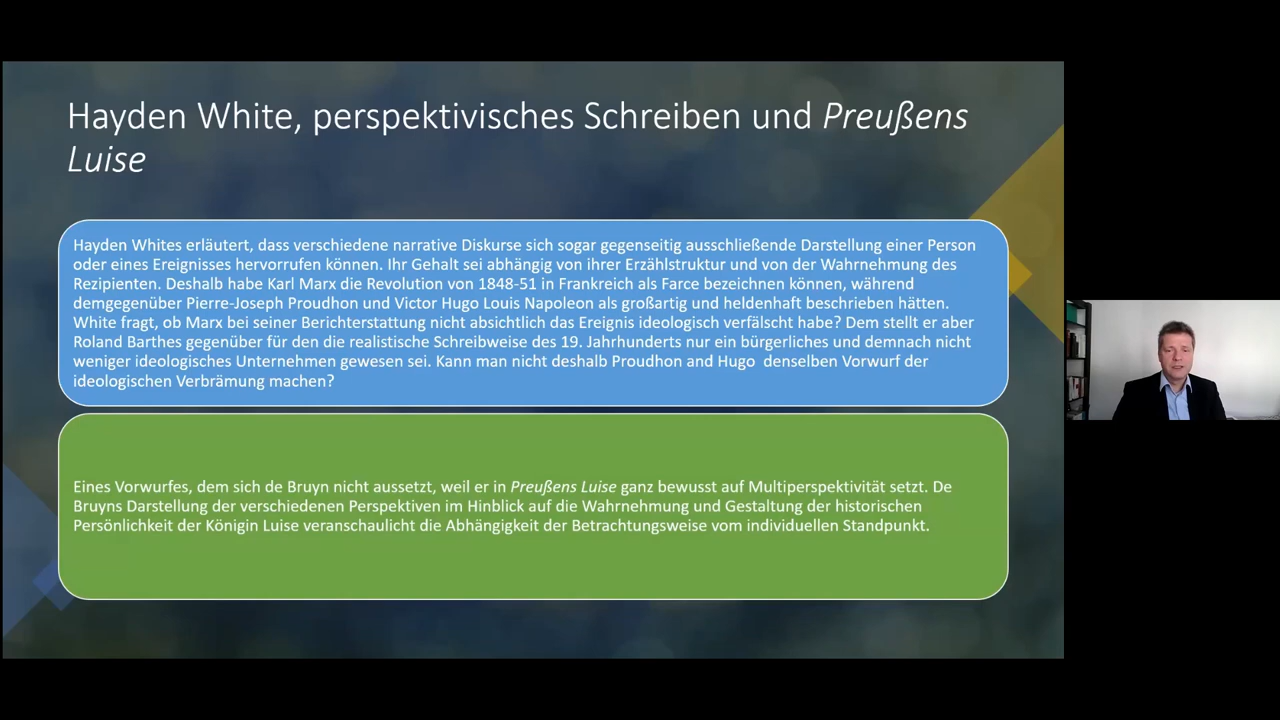 Hayden White, perspektivisches Schreiben und Preußens
Luise
Hayden Whites erläutert, dass verschiedene narrative Diskurse sich sogar gegenseitig ausschließende Darstellung einer Person
oder eines Ereignisses hervorrufen können. Ihr Gehalt sei abhängig von ihrer Erzählstruktur und von der Wahrnehmung des
Rezipienten. Deshalb habe Karl Marx die Revolution von 1848-51 in Frankreich als Farce bezeichnen können, während
demgegenüber Pierre-Joseph Proudhon und Victor Hugo Louis Napoleon als großartig und heldenhaft beschrieben hätten.
White fragt, ob Marx bei seiner Berichterstattung nicht absichtlich das Ereignis ideologisch verfälscht habe? Dem stellt er aber
Roland Barthes gegenüber für den die realistische Schreibweise des 19. Jahrhunderts nur ein bürgerliches und demnach nicht
weniger ideologisches Unternehmen gewesen sei. Kann man nicht deshalb Proudhon and Hugo denselben Vorwurf der
ideologischen Verbrämung machen?
Eines Vorwurfes, dem sich de Bruyn nicht aussetzt, weil er in Preußens Luise ganz bewusst auf Multiperspektivität setzt. De
Bruyns Darstellung der verschiedenen Perspektiven im Hinblick auf die Wahrnehmung und Gestaltung der historischen
Persönlichkeit der Königin Luise veranschaulicht die Abhängigkeit der Betrachtungsweise vom individuellen Standpunkt.